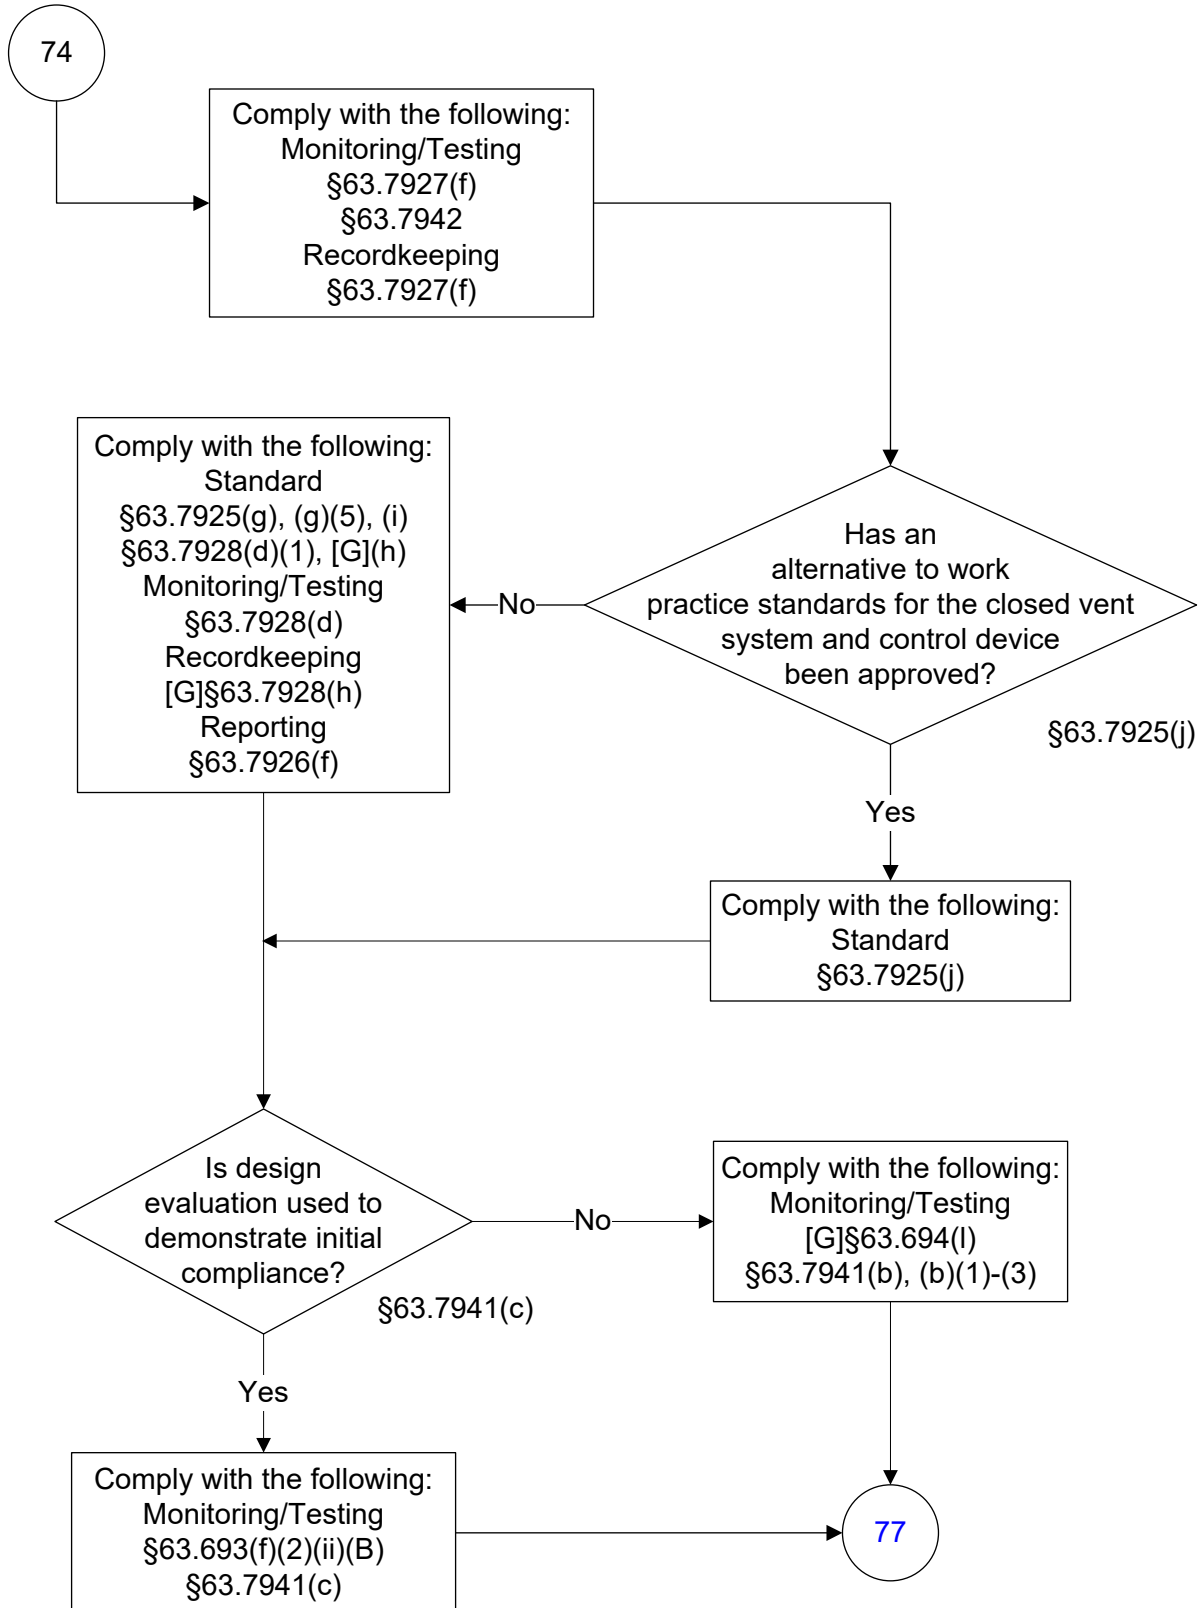 74
Comply with the following:
Monitoring/Testing
§63.7927(f)
§63.7942
Recordkeeping
§63.7927(f)
Has an
alternative to work
practice standards for the closed vent
system and control device
been approved?
§63.7925(j)
No
Comply with the following:
Standard
§63.7925(g), (g)(5), (i)
§63.7928(d)(1), [G](h)
Monitoring/Testing
§63.7928(d)
Recordkeeping
[G]§63.7928(h)
Reporting
§63.7926(f)
Yes
Comply with the following:
Standard
§63.7925(j)
Is design
evaluation used to
demonstrate initial
compliance?
§63.7941(c)
No
Comply with the following:
Monitoring/Testing
[G]§63.694(l)
§63.7941(b), (b)(1)-(3)
Yes
Comply with the following:
Monitoring/Testing
§63.693(f)(2)(ii)(B)
§63.7941(c)
77